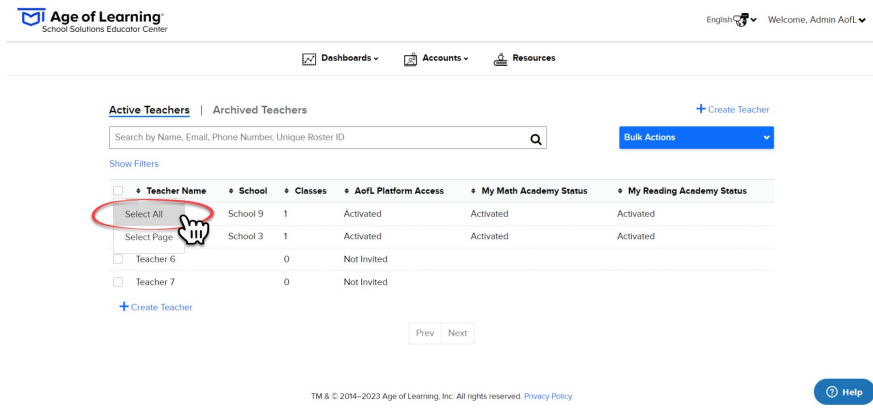 Age of Learning
School Solutions Educator Center
English
Welcome, Admin AofL
Dashboards
Accounts
Resources
Active Teachers | Archived Teachers
+ Create Teacher
Search by Name, Email, Phone Number, Unique Roster ID
Bulk Actions
Show Filters
Teacher Name School Classes AofL Platform Access My Math Academy Status My Reading Academy Status
Select All School 9 1 Activated Activated Activated
Select Page School 3 1 Activated Activated Activated
Teacher 6 0 Not Invited
Teacher 7 0 Not Invited
+ Create Teacher
Prev Next
TM & © 2014–2023 Age of Learning, Inc. All rights reserved. Privacy Policy
Help